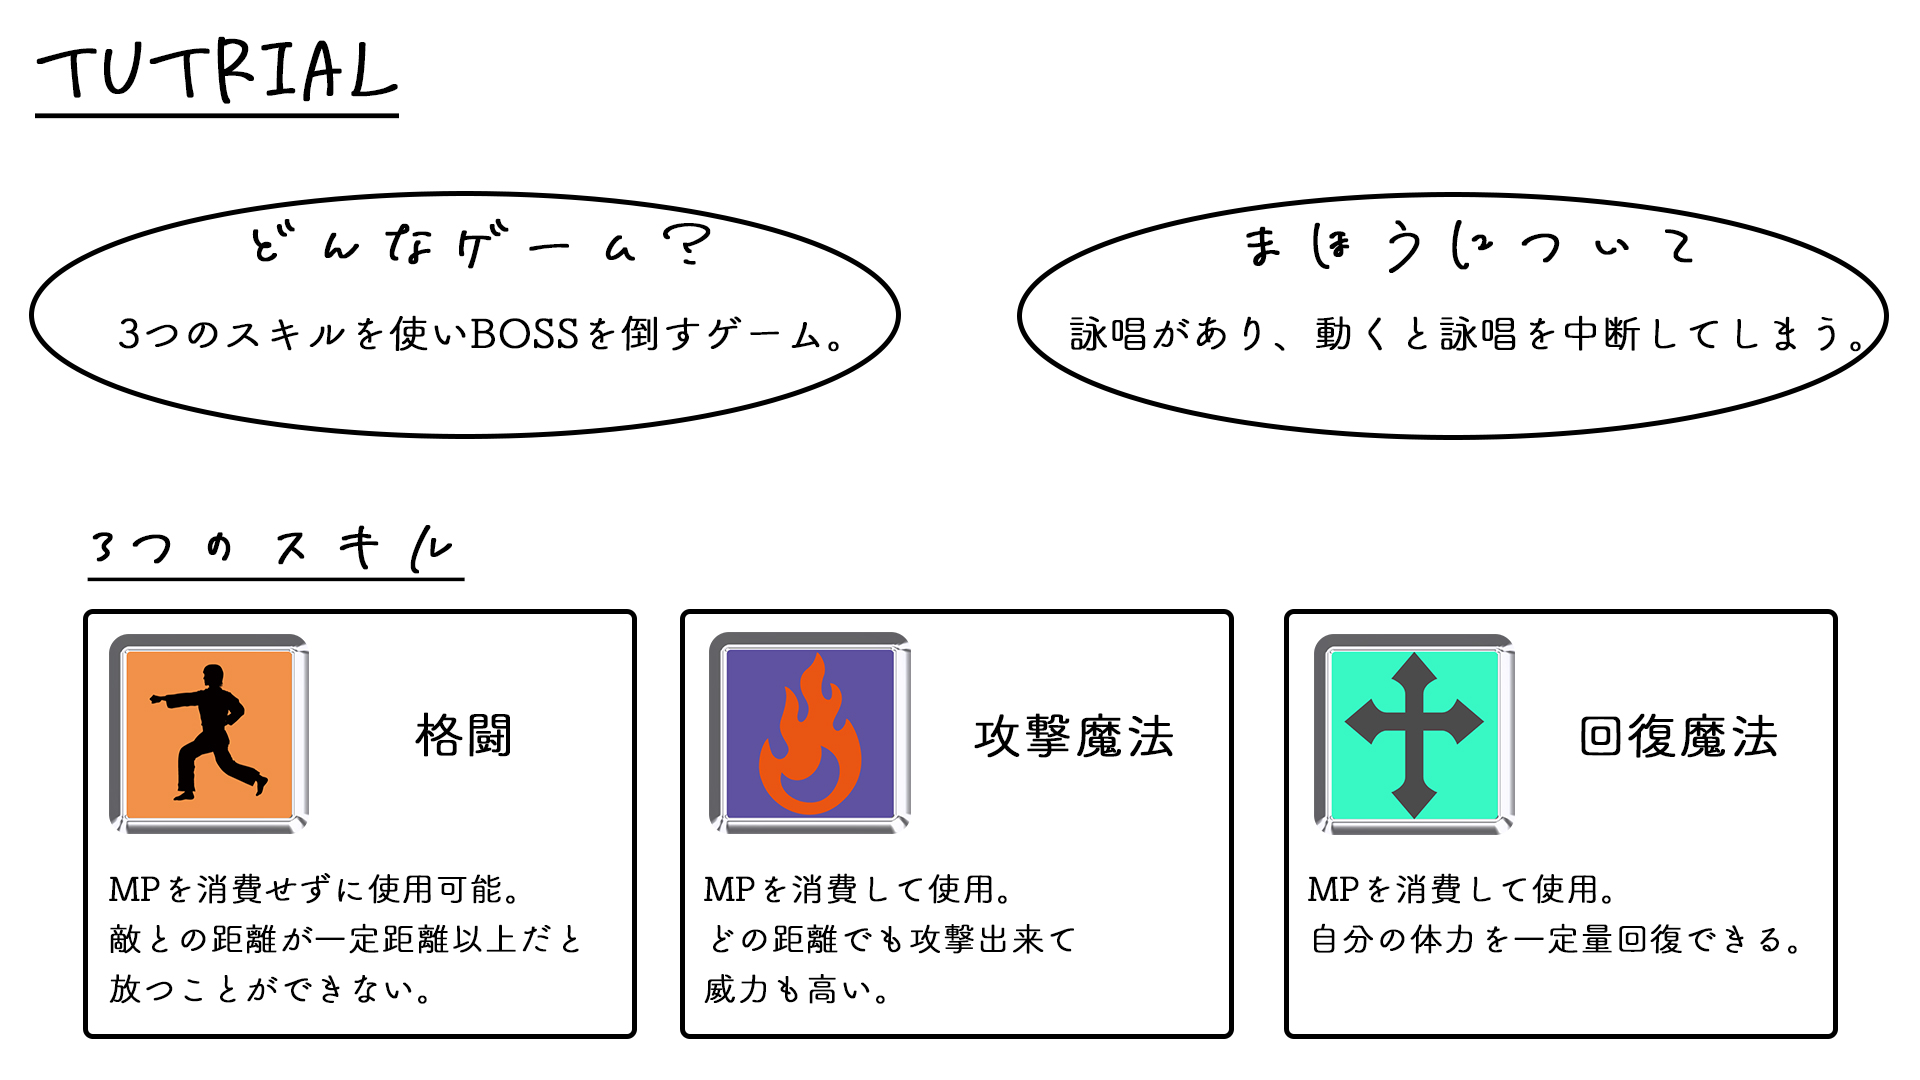 TUTRIAL
どんなゲーム?
3つのスキルを使いBOSSを倒すゲーム。
まほうについて
詠唱があり、動くと詠唱を中断してしまう。
3つのスキル
格闘
MPを消費せずに使用可能。
敵との距離が一定距離以上だと
放つことができない。
攻撃魔法
MPを消費して使用。
どの距離でも攻撃出来て
威力も高い。
回復魔法
MPを消費して使用。
自分の体力を一定量回復できる。